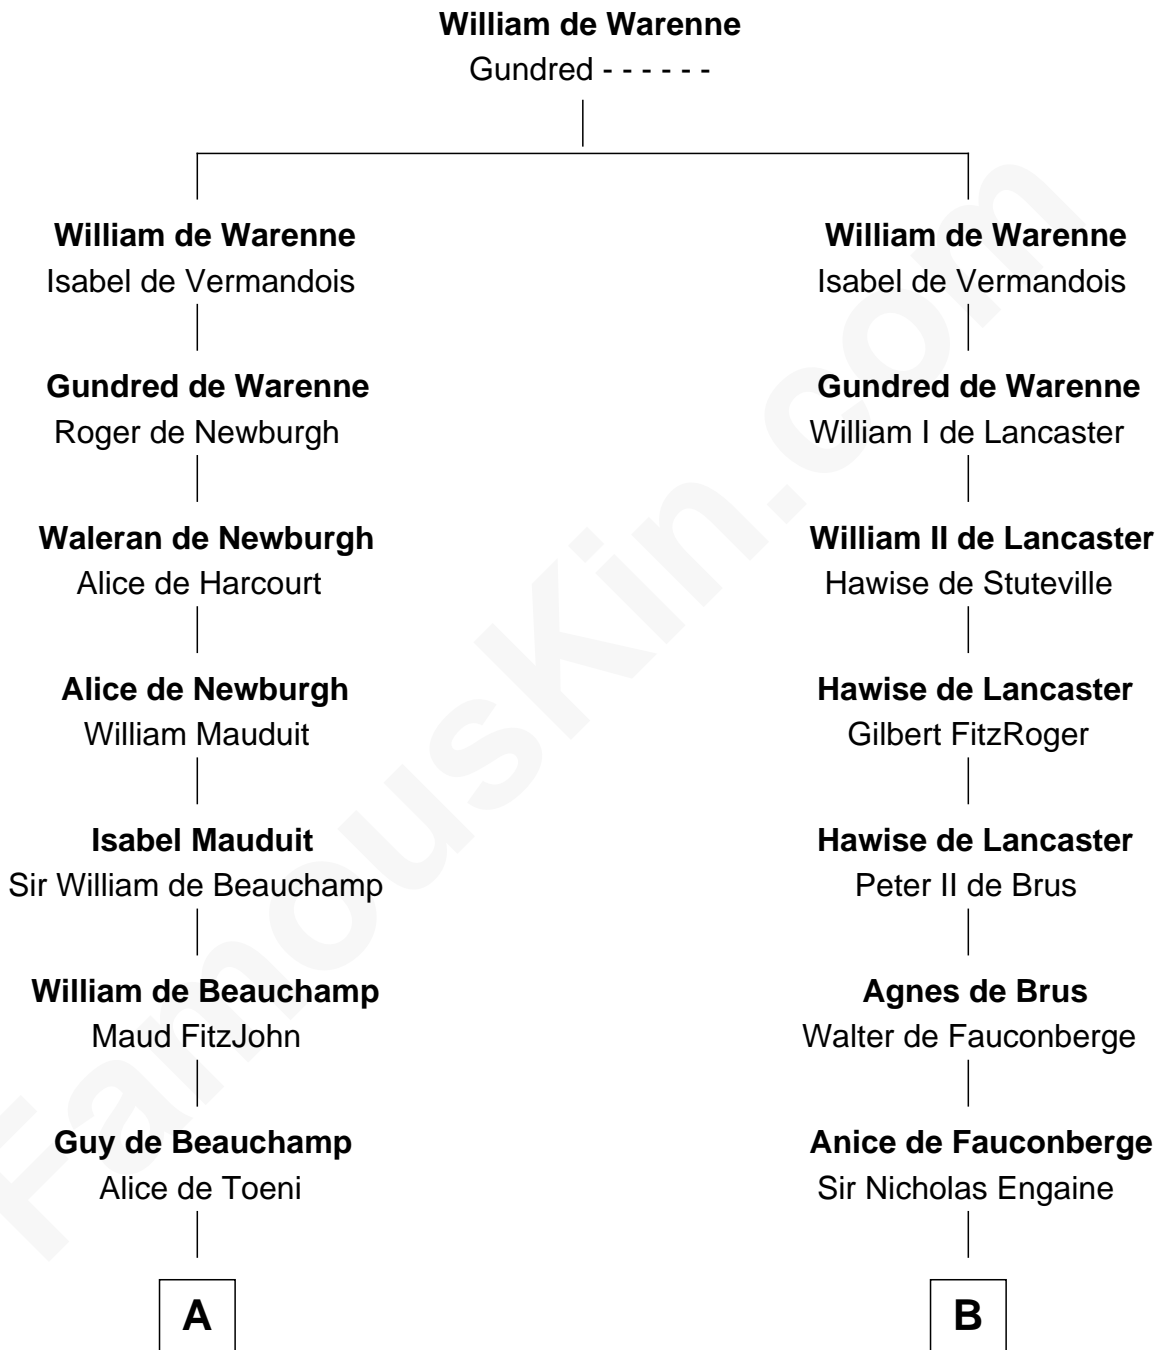 William de Warenne
Gundred - - - - - -
William de Warenne
Isabel de Vermandois
William de Warenne
Isabel de Vermandois
Gundred de Warenne
Roger de Newburgh
Gundred de Warenne
William I de Lancaster
Waleran de Newburgh
Alice de Harcourt
William II de Lancaster
Hawise de Stuteville
Alice de Newburgh
William Mauduit
Hawise de Lancaster
Gilbert FitzRoger
Isabel Mauduit
Sir William de Beauchamp
Hawise de Lancaster
Peter II de Brus
William de Beauchamp
Maud FitzJohn
Agnes de Brus
Walter de Fauconberge
Guy de Beauchamp
Alice de Toeni
Anice de Fauconberge
Sir Nicholas Engaine
A
B
FamousKin.com